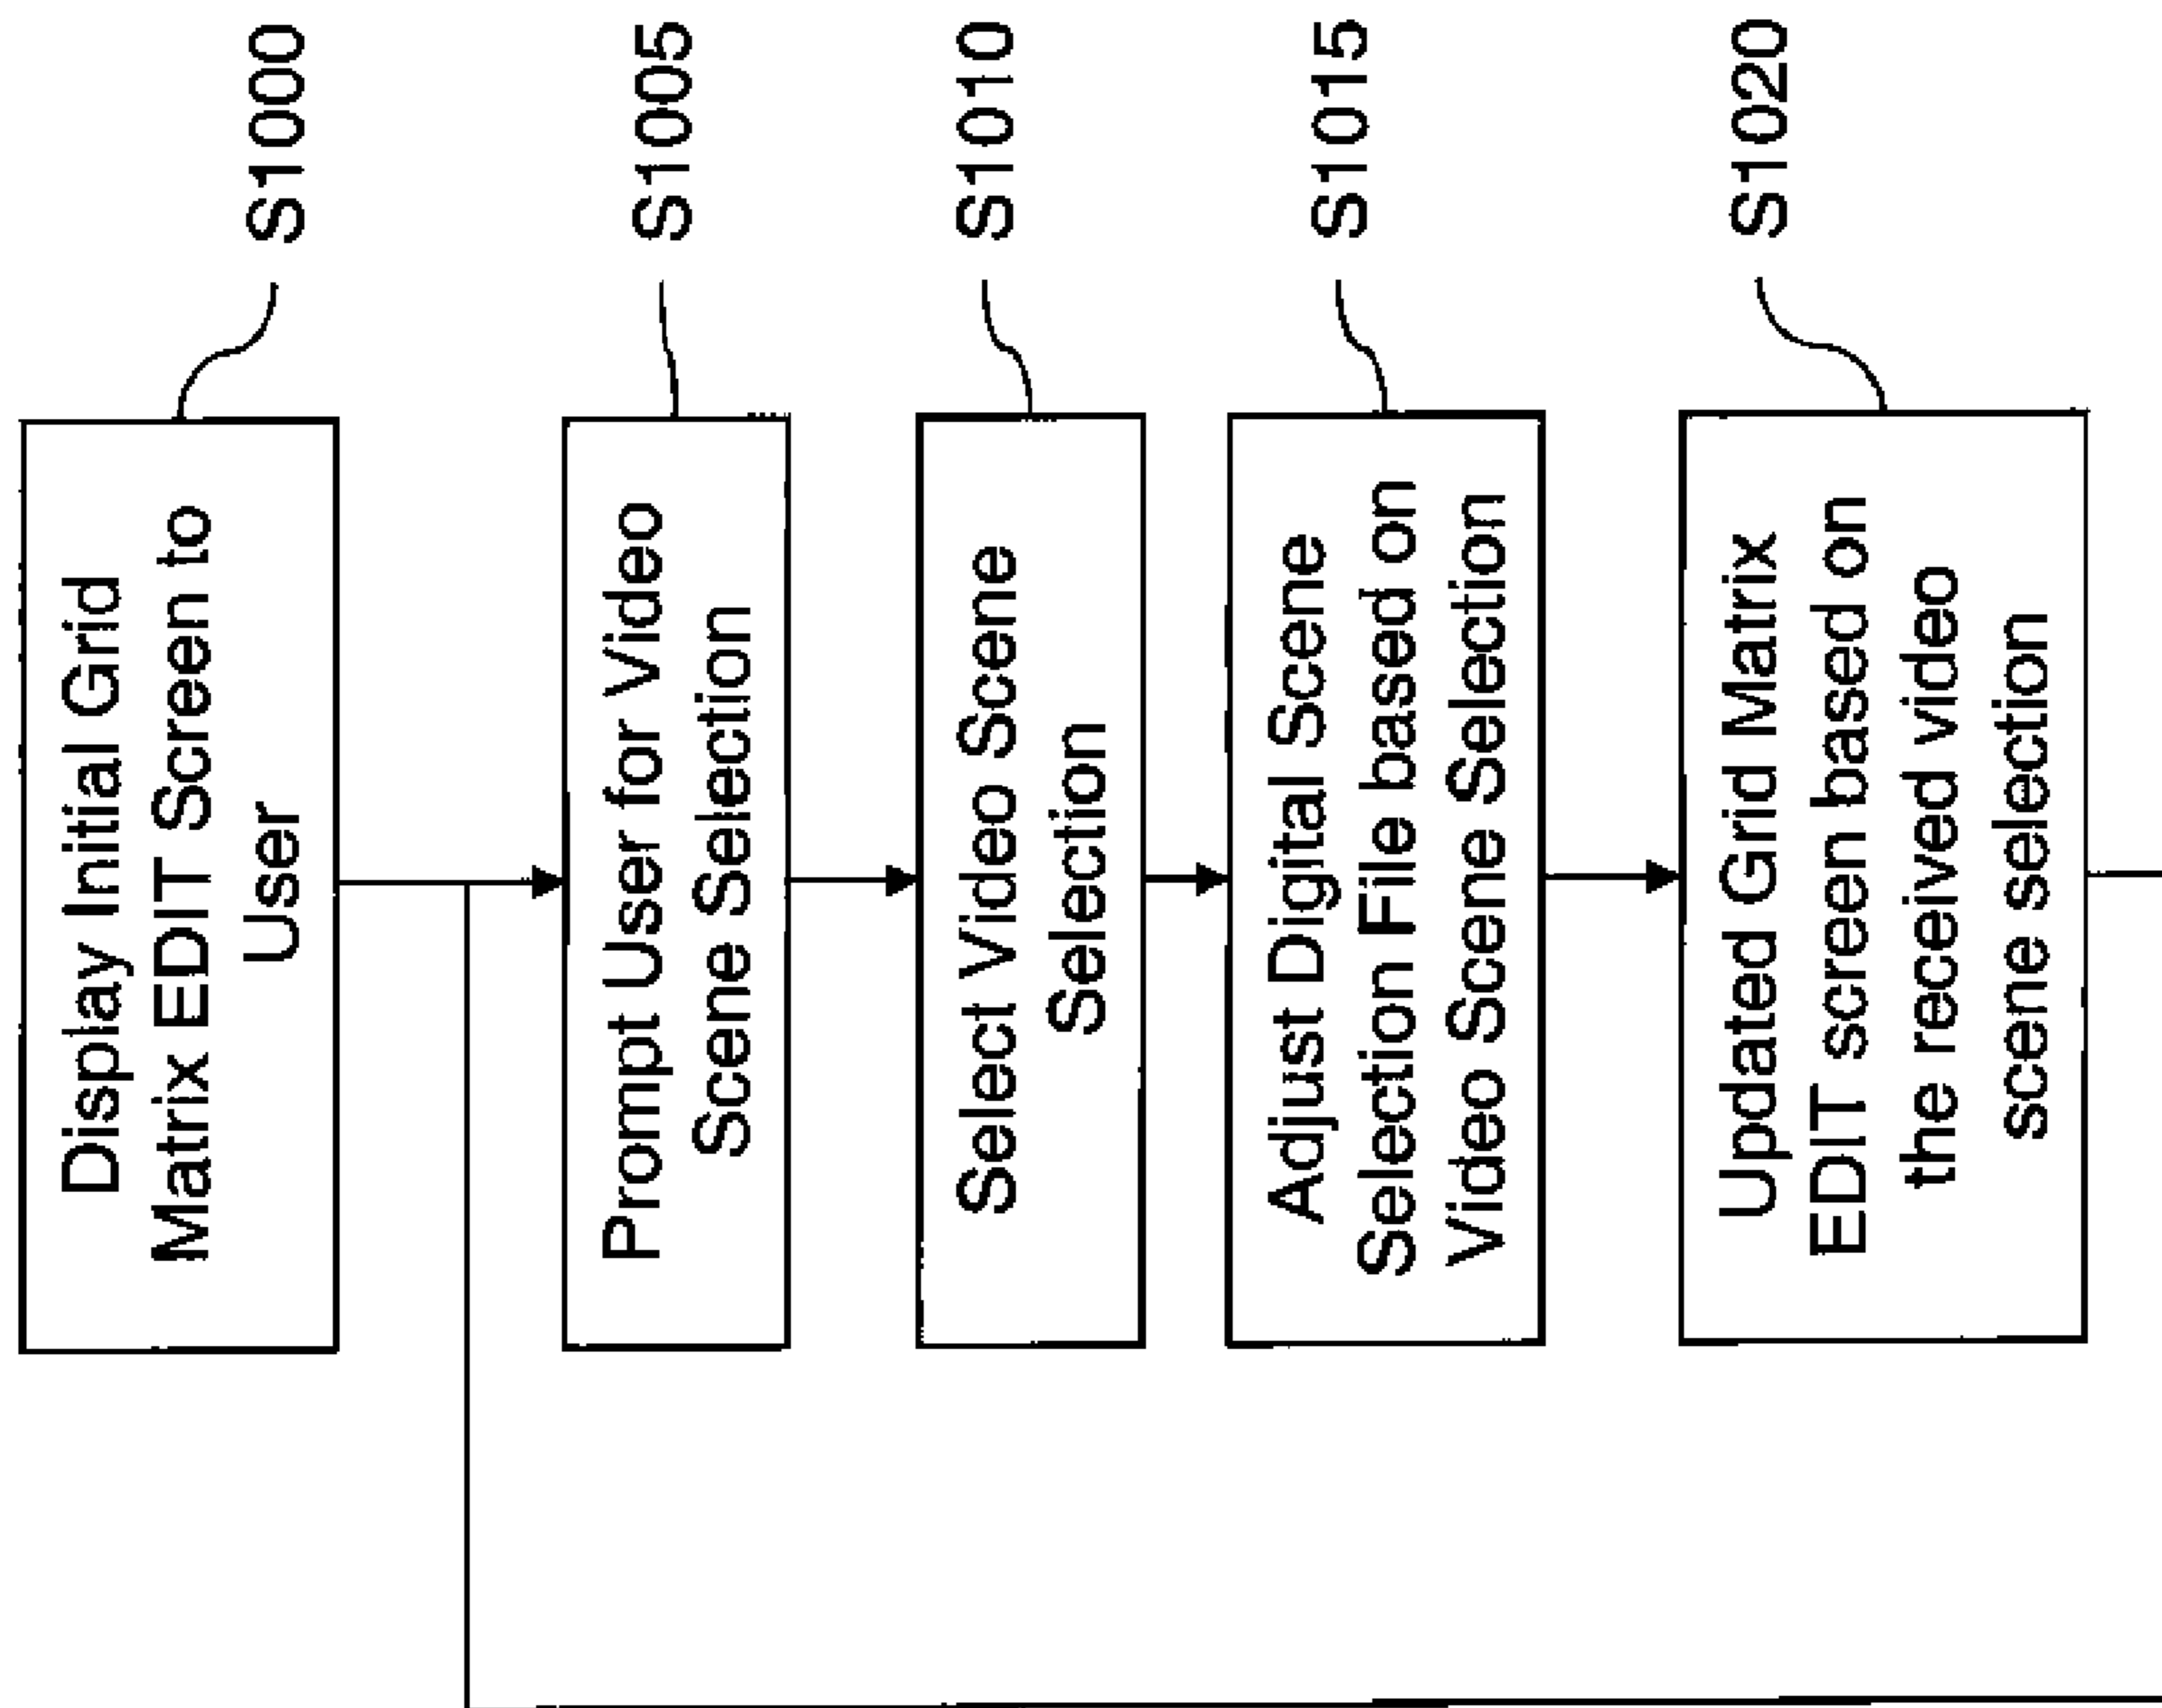 Display Initial Grid
Matrix EDIT Screen to
User
S1000
Prompt User for Video
Scene Selection
S1005
Select Video Scene
Selection
S1010
Adjust Digital Scene
Selection File based on
Video Scene Selection
S1015
Updated Grid Matrix
EDIT screen based on
the received video
scene selection
S1020